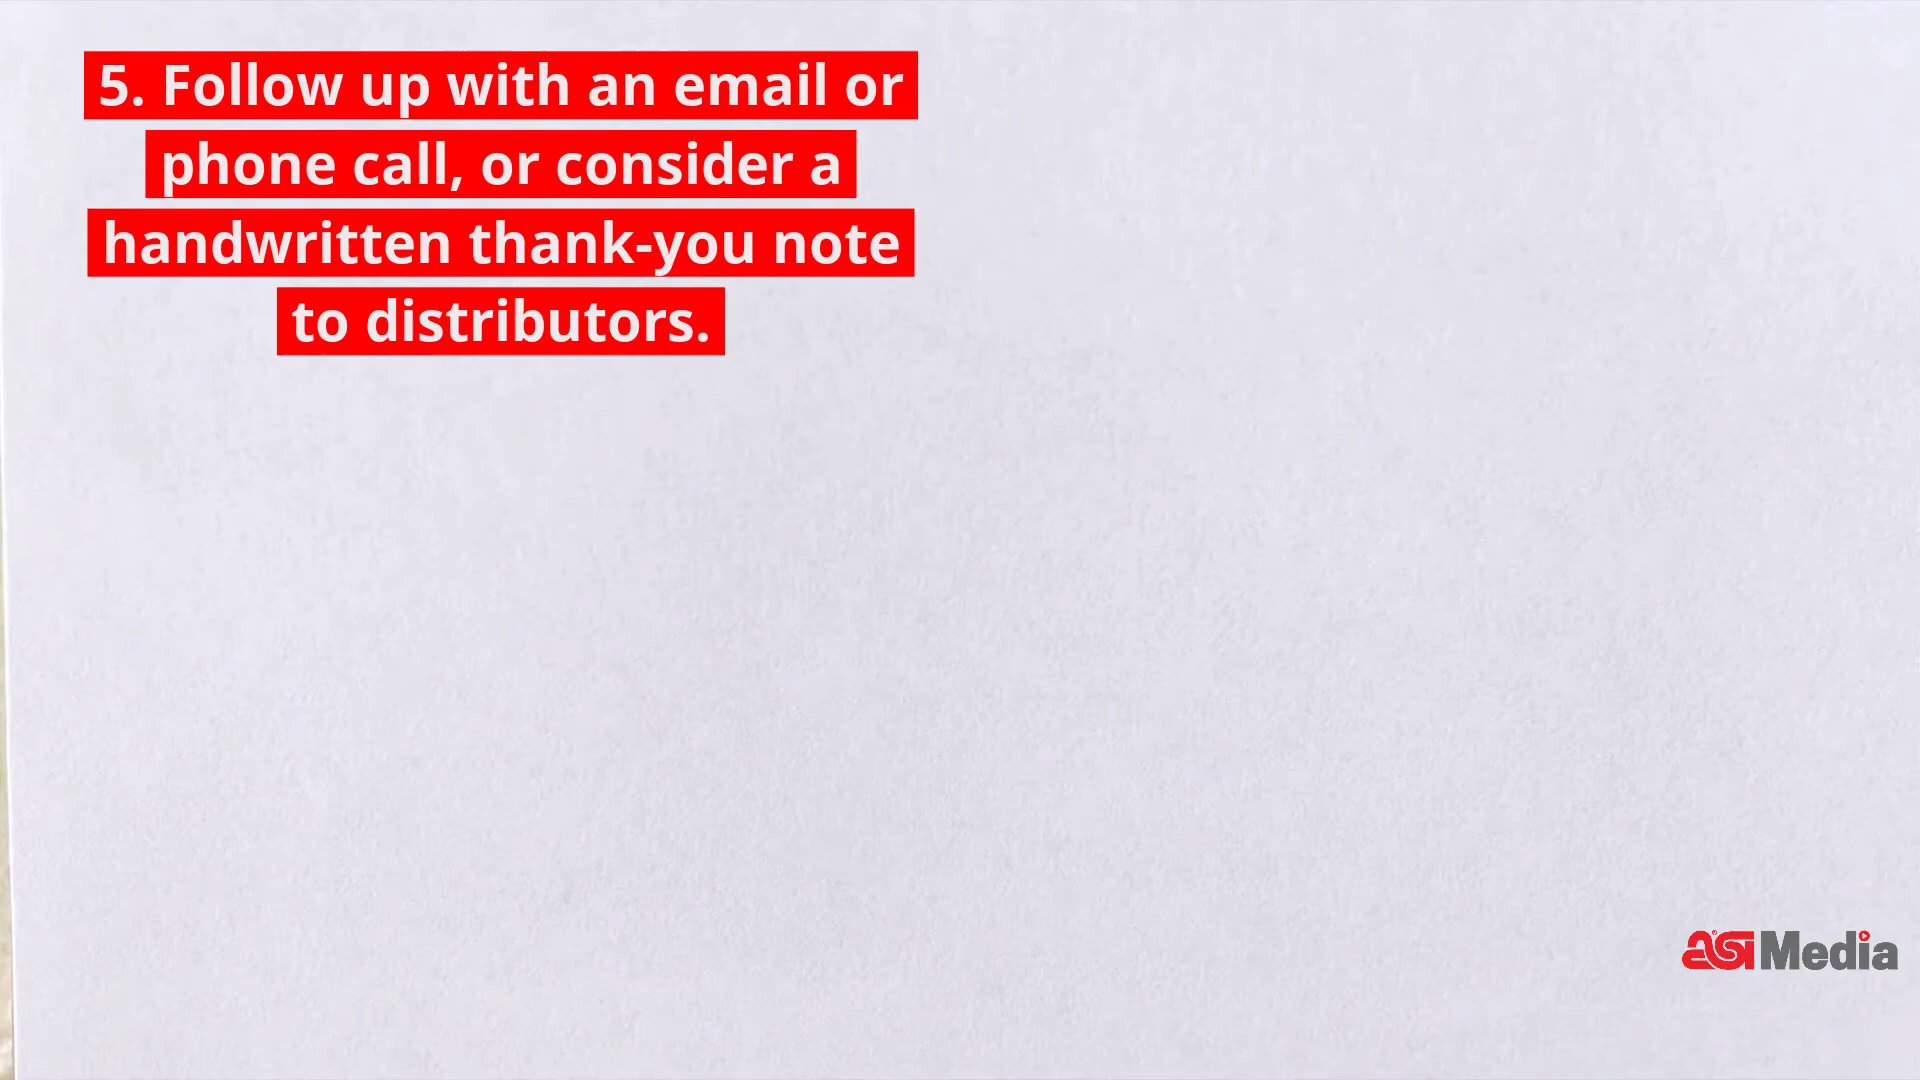 5. Follow up with an email or
phone call, or consider a
handwritten thank-you note
to distributors.
asi Media